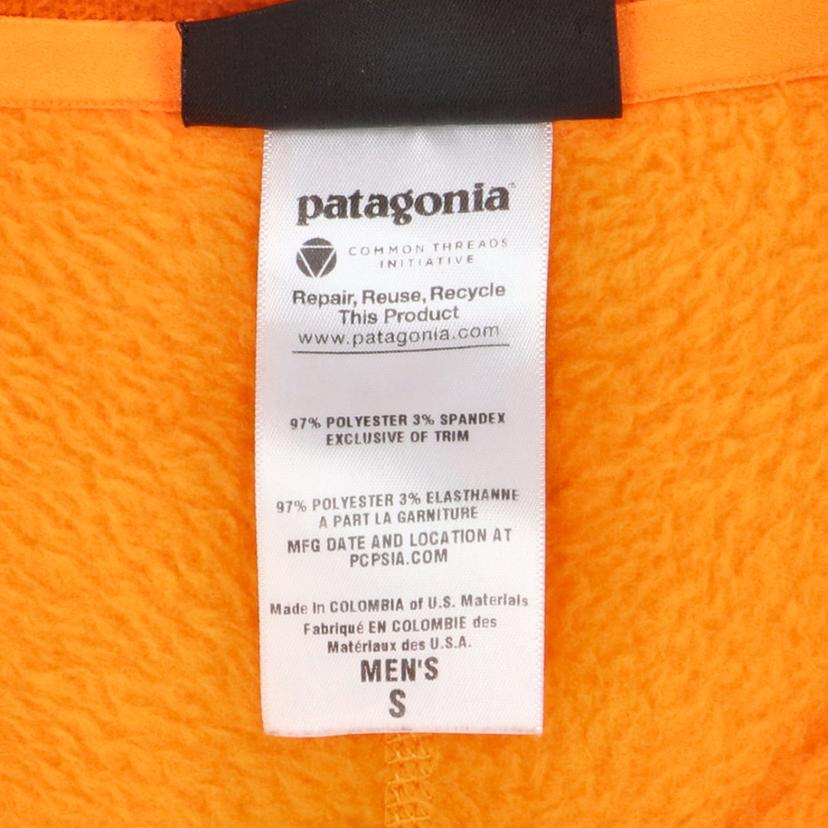 patagonia®
COMMON THREADS
INITIATIVE
Repair, Reuse, Recycle
This Product
www.patagonia.com
97% POLYESTER 3% SPANDEX
EXCLUSIVE OF TRIM
97% POLYESTER 3% ELASTHANNE
A PART LA GARNITURE
MFG DATE AND LOCATION AT
PCPSIA.COM
Made In COLOMBIA of U.S. Materials
Fabriqué EN COLOMBIE des
Matériaux des U.S.A.
MEN'S
S